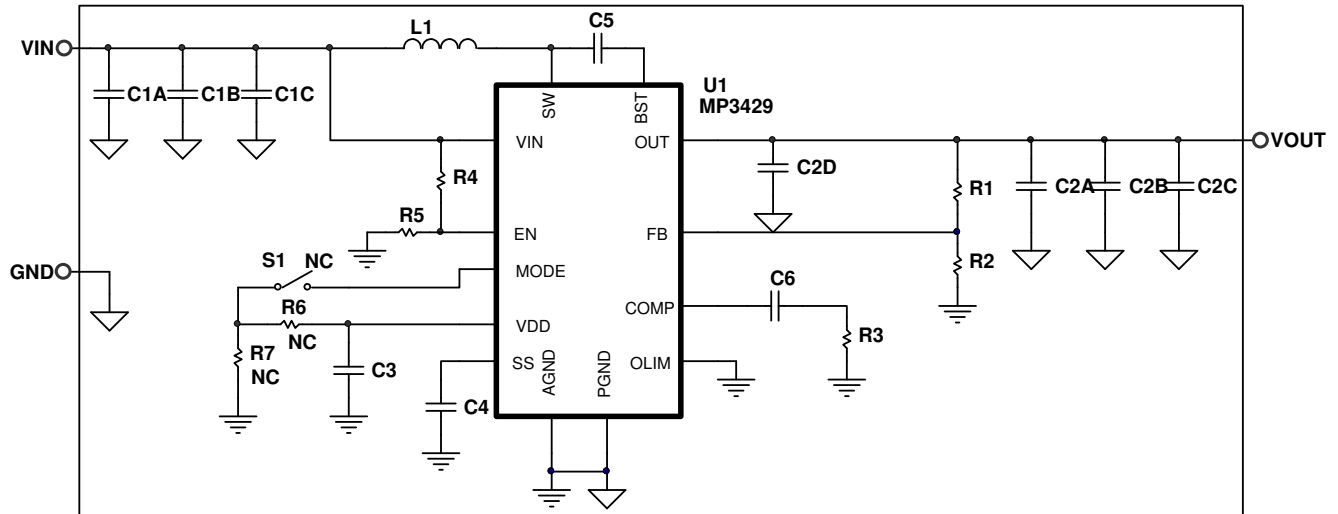 L1
C5
VIN
C1A
C1B
C1C
U1
MP3429
SW
BST
VIN
OUT
VOUT
R4
C2D
R1
C2A
C2B
C2C
R5
EN
FB
S1
NC
MODE
R2
GND
C6
R6
COMP
NC
VDD
R3
R7
NC
C3
SS
AGND
PGND
OLIM
C4